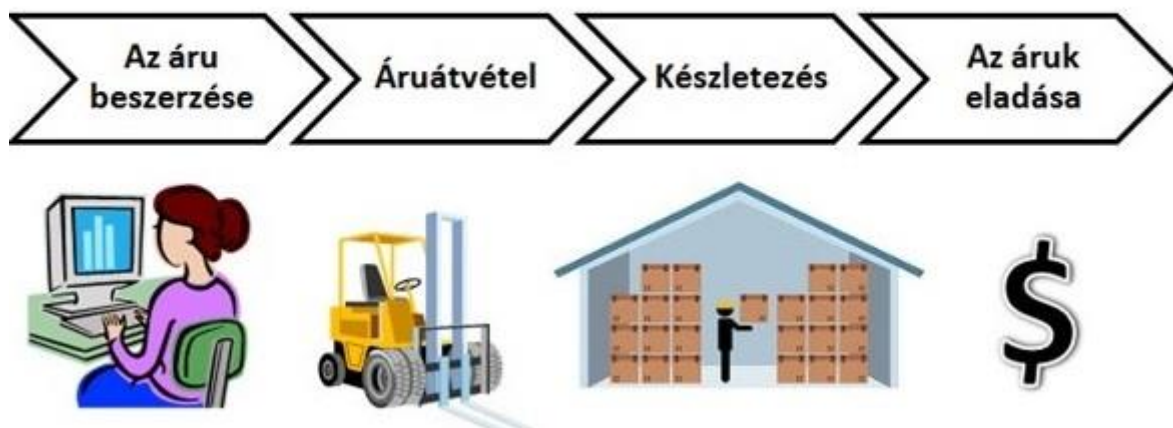 Az áru
beszerzése
Áruátvétel
Készletezés
Az áruk
eladása
$